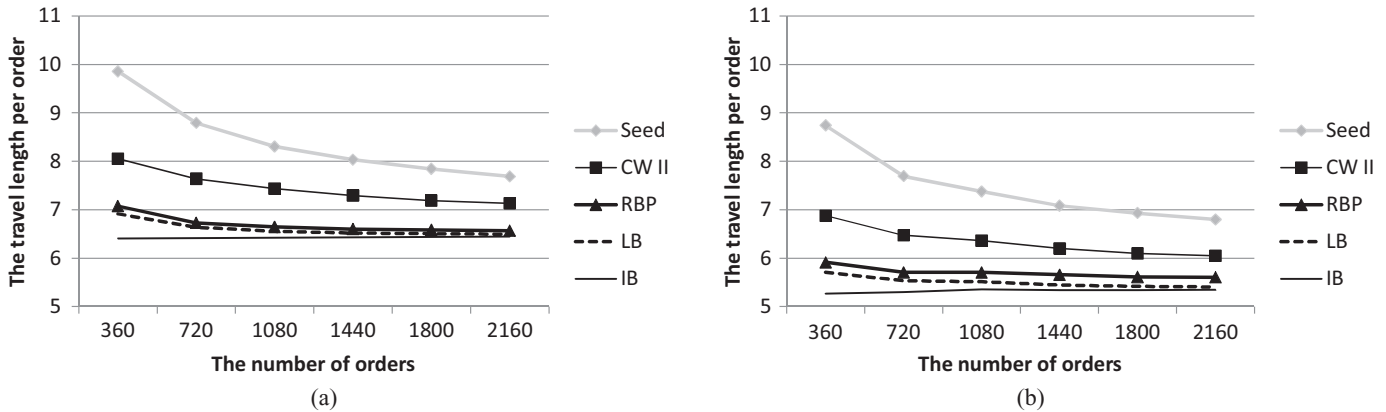 The travel length per order
11
10
9
8
7
6
5
360 720 1080 1440 1800 2160
The number of orders
Seed
CW II
RBP
LB
IB
(a)
The travel length per order
11
10
9
8
7
6
5
360 720 1080 1440 1800 2160
The number of orders
Seed
CW II
RBP
LB
IB
(b)